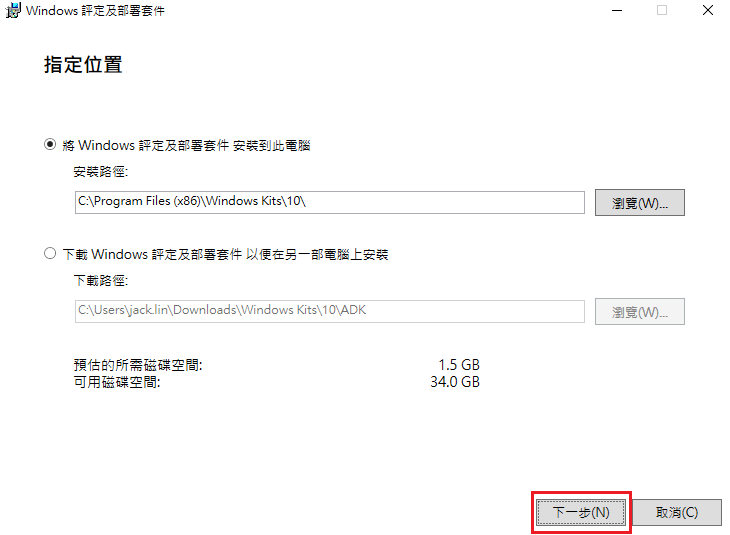 Windows 評定及部署套件
指定位置
將 Windows 評定及部署套件 安裝到此電腦
安裝路徑:
C:\Program Files (x86)\Windows Kits\10\
瀏覽(W)...
下載 Windows 評定及部署套件 以便在另一部電腦上安裝
下載路徑:
C:\Users\jack.lin\Downloads\Windows Kits\10\ADK
瀏覽(W)...
預估的所需磁碟空間: 1.5 GB
可用磁碟空間: 34.0 GB
下一步(N) 取消(C)